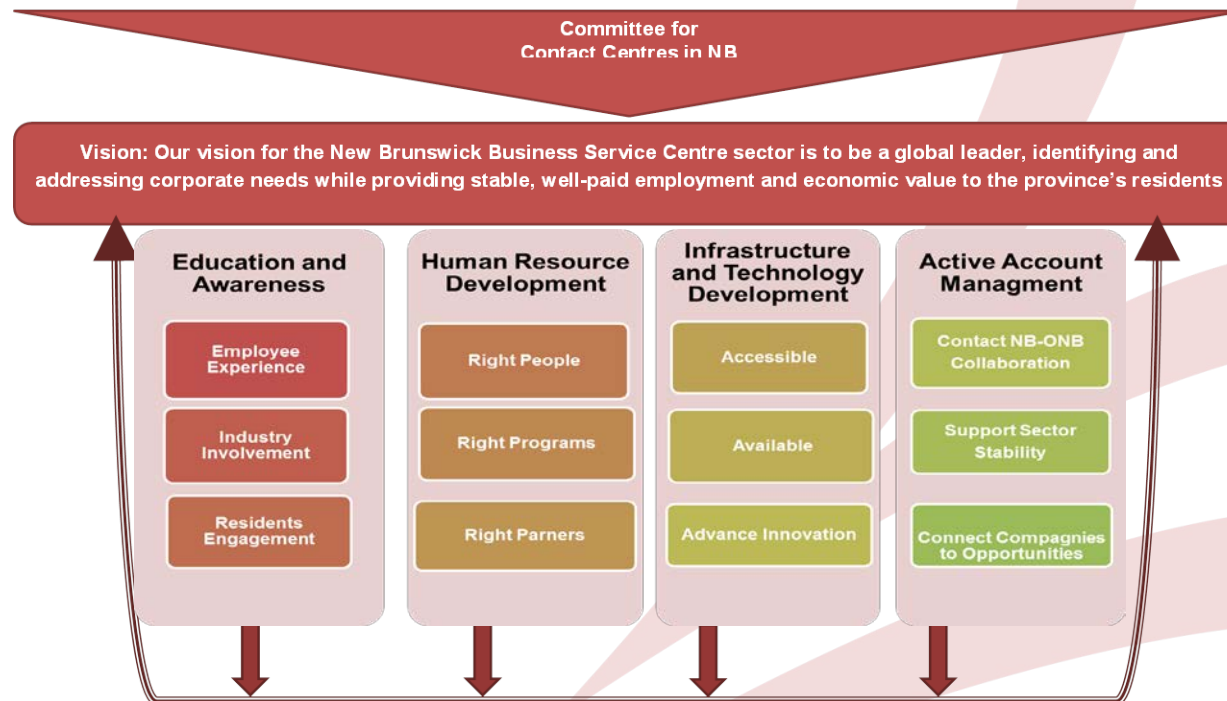 Committee for
Contact Centres in NB
Vision: Our vision for the New Brunswick Business Service Centre sector is to be a global leader, identifying and
addressing corporate needs while providing stable, well-paid employment and economic value to the province's residents
Education and
Awareness
Employee
Experience
Industry
Involvement
Residents
Engagement
Human Resource
Development
Right People
Right Programs
Right Parners
Infrastructure
and Technology
Development
Accessible
Available
Advance Innovation
Active Account
Managment
Contact NB-ONB
Collaboration
Support Sector
Stability
Connect Compagnies
to Opportunities